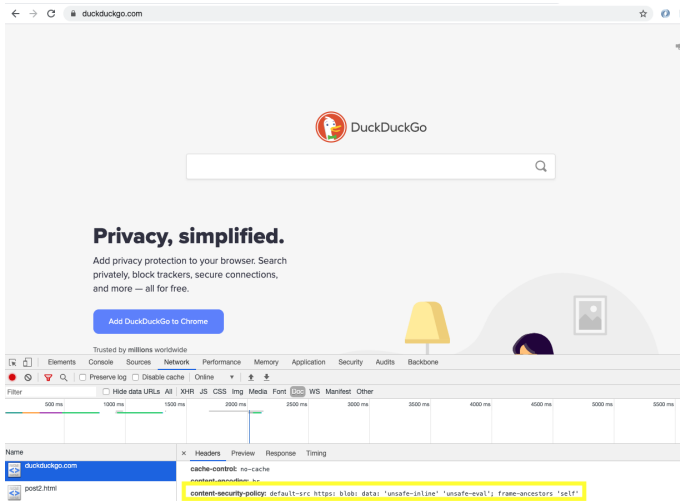 duckduckgo.com
DuckDuckGo
Privacy, simplified.
Add privacy protection to your browser. Search
privately, block trackers, secure connections,
and more — all for free.
Add DuckDuckGo to Chrome
Trusted by millions worldwide
Elements Console Sources Network Performance Memory Application Security Audits Backbone
Preserve log Disable cache Online
Filter Hide data URLs All XHR JS CSS Img Media Font Doc WS Manifest Other
500 ms 1000 ms 1500 ms 2000 ms 2500 ms 3000 ms 3500 ms 4000 ms 4500 ms 5000 ms 5500 ms
Name × Headers Preview Response Timing
duckduckgo.com
cache-control: no-cache
content-encoding: br
post2.html
content-security-policy: default-src https: blob: data: 'unsafe-inline' 'unsafe-eval'; frame-ancestors 'self'